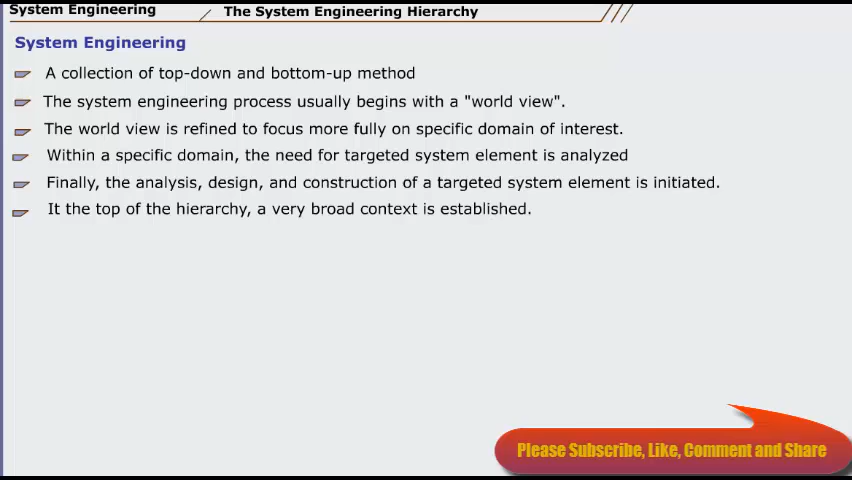 System Engineering
The System Engineering Hierarchy
System Engineering
A collection of top-down and bottom-up method
The system engineering process usually begins with a "world view".
The world view is refined to focus more fully on specific domain of interest.
Within a specific domain, the need for targeted system element is analyzed
Finally, the analysis, design, and construction of a targeted system element is initiated.
It the top of the hierarchy, a very broad context is established.
Please Subscribe, Like, Comment and Share